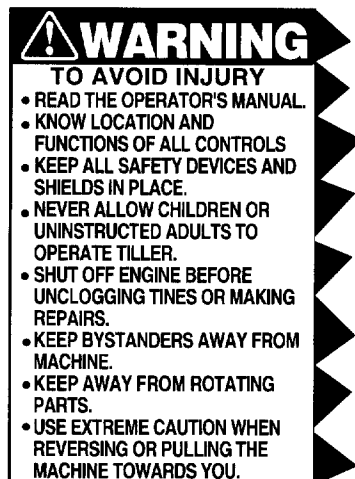 WARNING
TO AVOID INJURY
• READ THE OPERATOR'S MANUAL.
• KNOW LOCATION AND
FUNCTIONS OF ALL CONTROLS
• KEEP ALL SAFETY DEVICES AND
SHIELDS IN PLACE.
• NEVER ALLOW CHILDREN OR
UNINSTRUCTED ADULTS TO
OPERATE TILLER.
• SHUT OFF ENGINE BEFORE
UNCLOGGING TINES OR MAKING
REPAIRS.
• KEEP BYSTANDERS AWAY FROM
MACHINE.
• KEEP AWAY FROM ROTATING
PARTS.
• USE EXTREME CAUTION WHEN
REVERSING OR PULLING THE
MACHINE TOWARDS YOU.